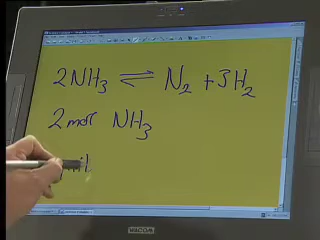 2NH₃ ⇌ N₂ + 3H₂
2 mol NH₃